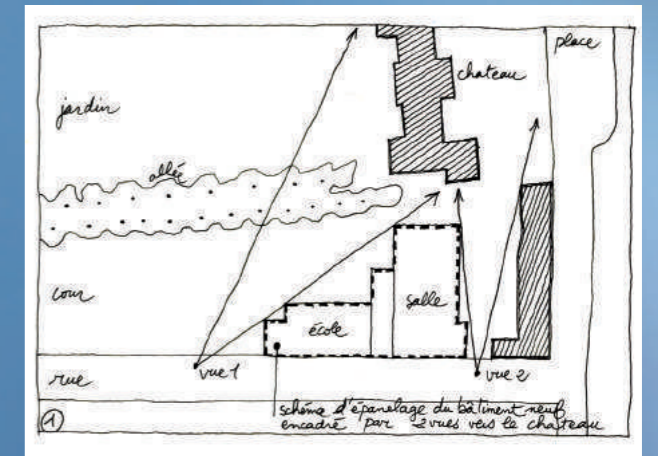 place
chateau
jardin
allée
cour
salle
école
vue 1
vue 2
rue
schéma d'épanelage du bâtiment neuf
encadré par 2 vues vers le chateau
1